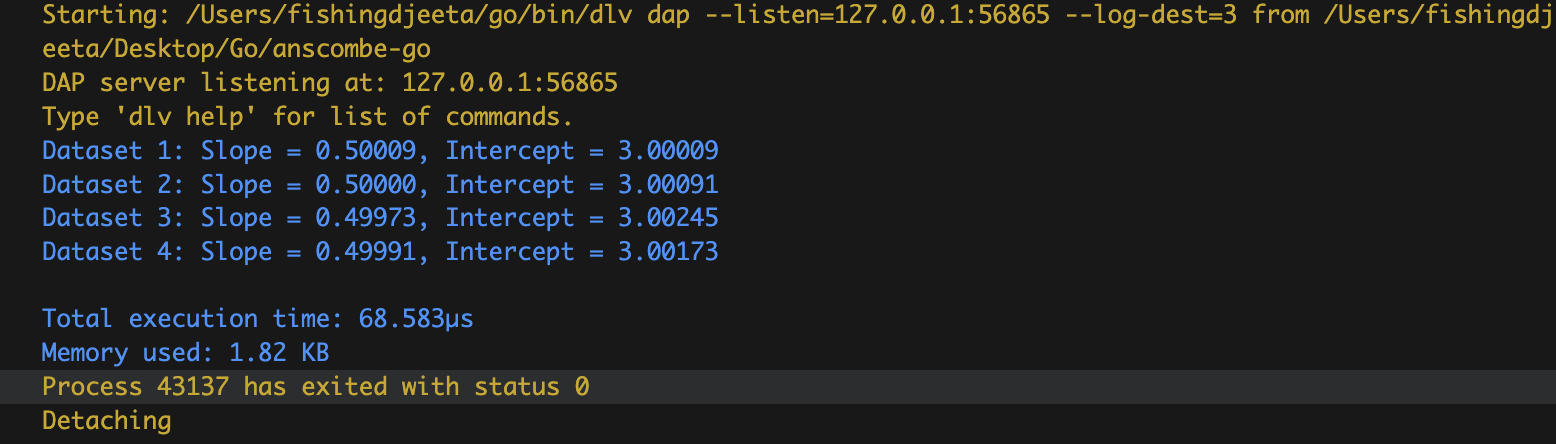 Starting: /Users/fishingdjeeta/go/bin/dlv dap --listen=127.0.0.1:56865 --log-dest=3 from /Users/fishingdj
eeta/Desktop/Go/anscombe-go
DAP server listening at: 127.0.0.1:56865
Type 'dlv help' for list of commands.
Dataset 1: Slope = 0.50009, Intercept = 3.00009
Dataset 2: Slope = 0.50000, Intercept = 3.00091
Dataset 3: Slope = 0.49973, Intercept = 3.00245
Dataset 4: Slope = 0.49991, Intercept = 3.00173
Total execution time: 68.583µs
Memory used: 1.82 KB
Process 43137 has exited with status 0
Detaching